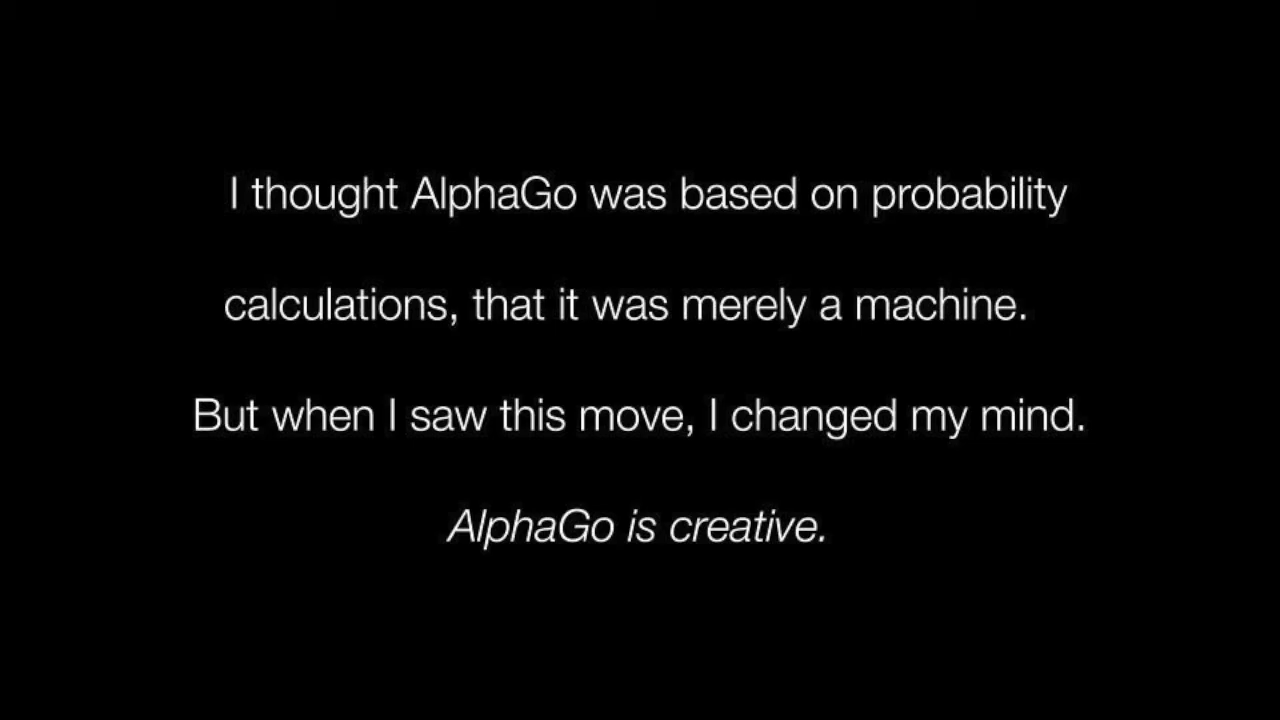 I thought AlphaGo was based on probability
calculations, that it was merely a machine.
But when I saw this move, I changed my mind.
AlphaGo is creative.